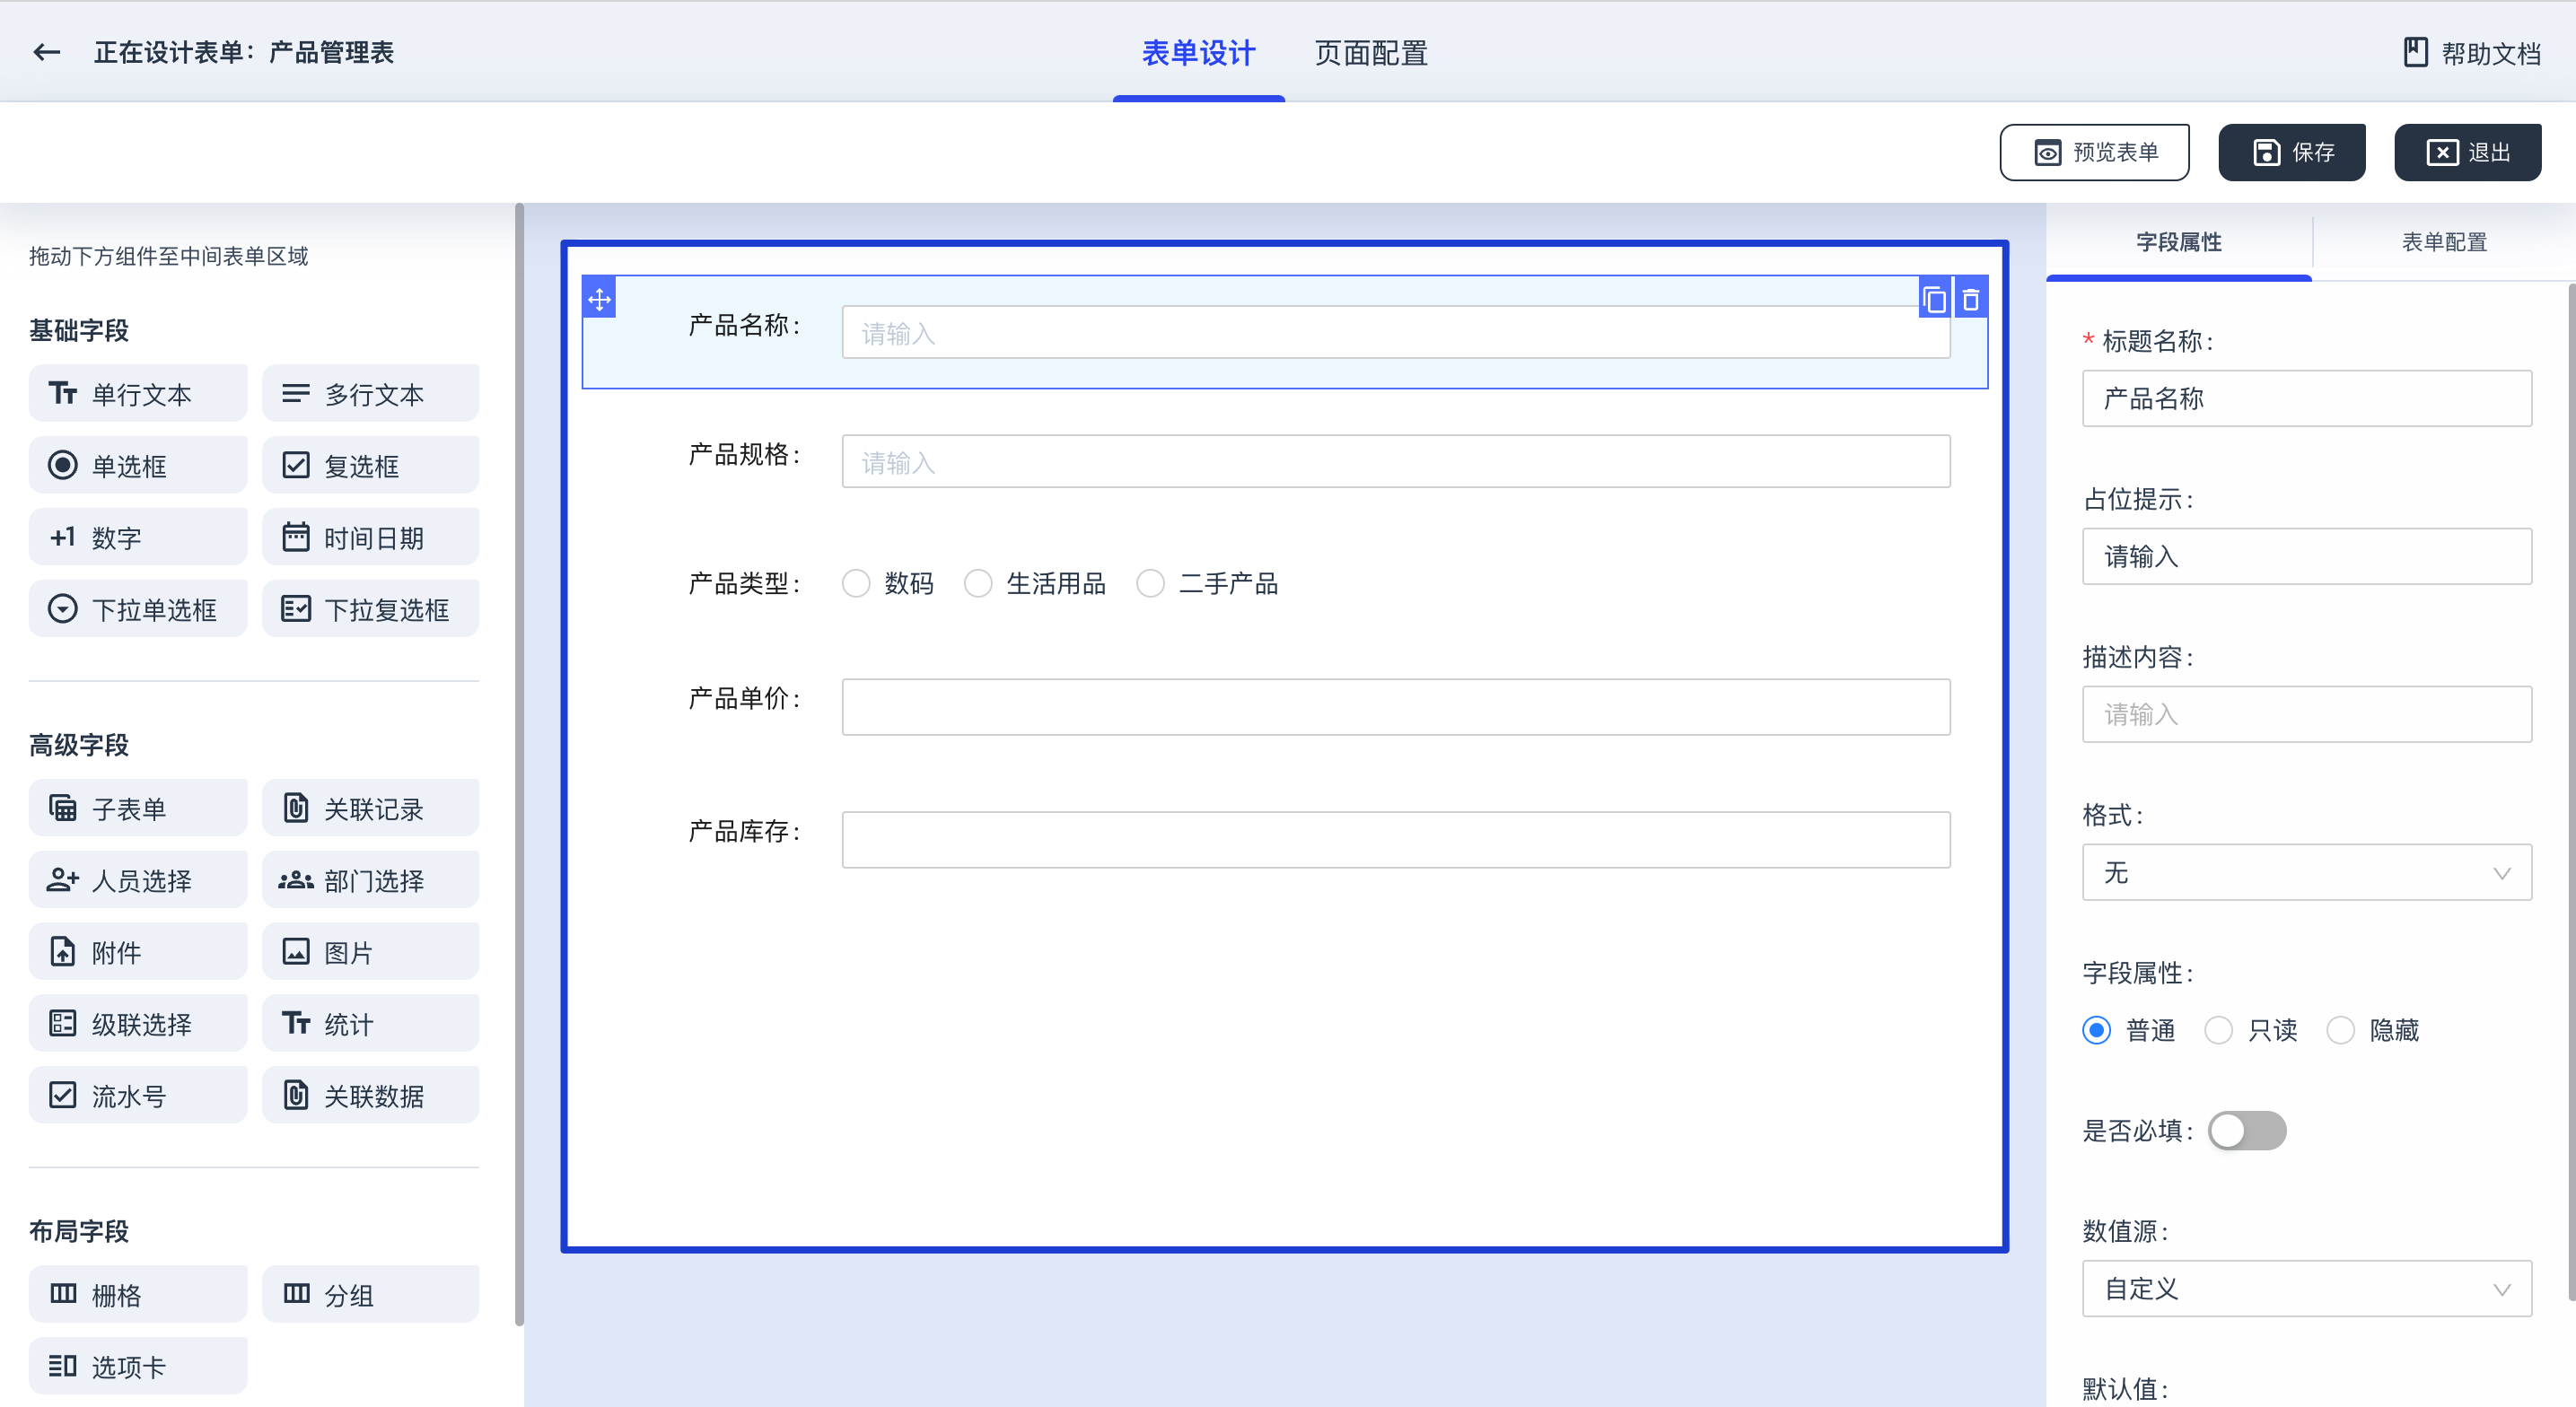 正在设计表单：产品管理表
表单设计
页面配置
帮助文档
预览表单
保存
退出
拖动下方组件至中间表单区域
基础字段
单行文本
多行文本
单选框
复选框
+1 数字
时间日期
下拉单选框
下拉复选框
高级字段
子表单
关联记录
人员选择
部门选择
附件
图片
级联选择
统计
流水号
关联数据
布局字段
栅格
分组
选项卡
产品名称：
请输入
产品规格：
请输入
产品类型：
数码
生活用品
二手产品
产品单价：
产品库存：
字段属性
表单配置
* 标题名称：
产品名称
占位提示：
请输入
描述内容：
请输入
格式：
无
字段属性：
普通
只读
隐藏
是否必填：
数值源：
自定义
默认值：